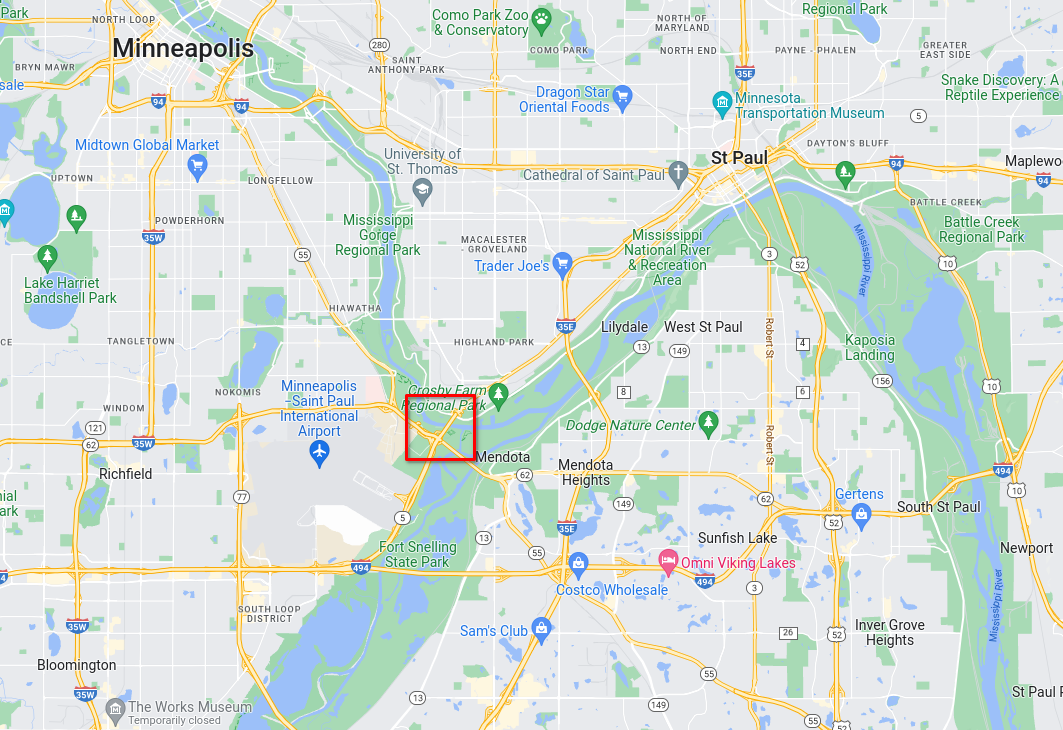 Park
NORTH LOOP
Minneapolis
BRYN MAWR
sale
94
94
280
SAINT
ANTHONY PARK
Como Park Zoo
& Conservatory
COMO PARK
NORTH OF
MARYLAND
NORTH END
Regional Park
PAYNE - PHALEN
GREATER
EAST SIDE
35E
Snake Discovery: A
Reptile Experience
Dragon Star
Oriental Foods
Minnesota
Transportation Museum
5
Midtown Global Market
UPTOWN
LONGFELLOW
University of
St. Thomas
Cathedral of Saint Paul
St Paul
DAYTON'S BLUFF
94
Maplewo
94
POWDERHORN
35W
55
Mississippi
Gorge
Regional Park
MACALESTER
- GROVELAND
Trader Joe's
Mississippi
National River
& Recreation
Area
BATTLE CREEK
Battle Creek
Regional Park
Mississippi River
3
52
10
Lake Harriet
Bandshell Park
HIAWATHA
35E
Lilydale
West St Paul
Robert St
CE
TANGLETOWN
HIGHLAND PARK
13
149
4
Kaposia
Landing
156
NOKOMIS
Minneapolis
–Saint Paul
International
Airport
Crosby Farm
Regional Park
8
6
10
WINDOM
121
62
35W
Dodge Nature Center
Robert St
Richfield
Mendota
62
Mendota
Heights
494
10
nial
ark
77
5
149
62
Gertens
52
South St Paul
13
35E
Sunfish Lake
Newport
Fort Snelling
State Park
55
494
4
Omni Viking Lakes
494
Costco Wholesale
3
Mississippi River
SOUTH LOOP
DISTRICT
35W
Sam's Club
26
52
Inver Grove
Heights
Bloomington
55
35W
13
149
St Paul P
The Works Museum
Temporarily closed
55
52